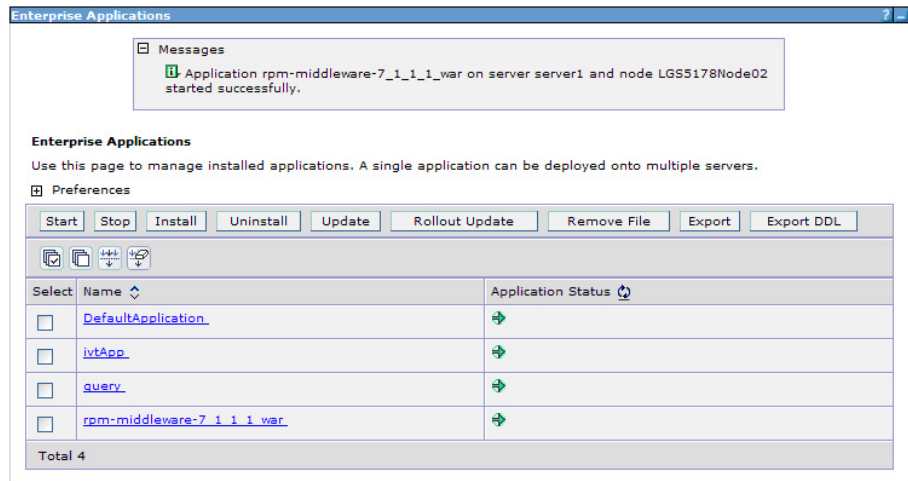 Enterprise Applications ? _
Messages
Application rpm-middleware-7_1_1_1_war on server server1 and node LGS5178Node02
started successfully.
Enterprise Applications
Use this page to manage installed applications. A single application can be deployed onto multiple servers.
Preferences
Start Stop Install Uninstall Update Rollout Update Remove File Export Export DDL
Select Name Application Status
DefaultApplication
ivtApp
query
rpm-middleware-7_1_1_1_war
Total 4